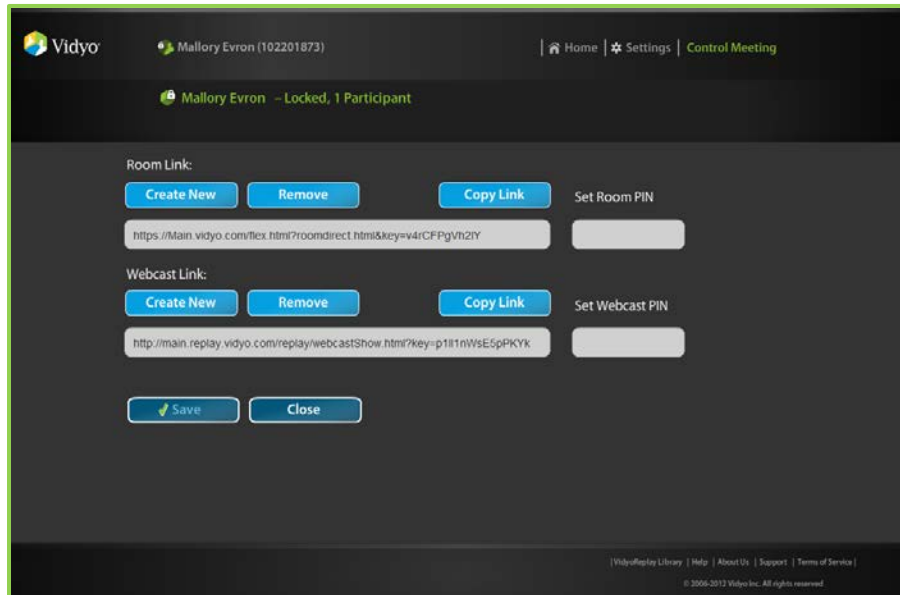 Vidyo
Mallory Evron (102201873)
| Home | Settings | Control Meeting
Mallory Evron – Locked, 1 Participant
Room Link:
Create New Remove Copy Link Set Room PIN
https://Main.vidyo.com/flex.html?roomdirect.html&key=v4rCFPgVh2IY
Webcast Link:
Create New Remove Copy Link Set Webcast PIN
http://main.replay.vidyo.com/replay/webcastShow.html?key=p1Il1nWsE5pPKYk
Save Close
| VidyoReplay Library | Help | About Us | Support | Terms of Service |
© 2006-2012 Vidyo Inc. All rights reserved